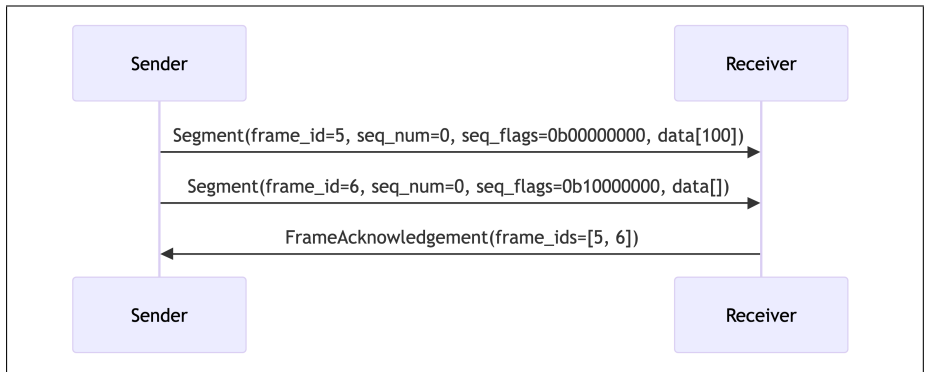 Sender
Receiver
Segment(frame_id=5, seq_num=0, seq_flags=0b00000000, data[100])
Segment(frame_id=6, seq_num=0, seq_flags=0b10000000, data[])
FrameAcknowledgement(frame_ids=[5, 6])
Sender
Receiver